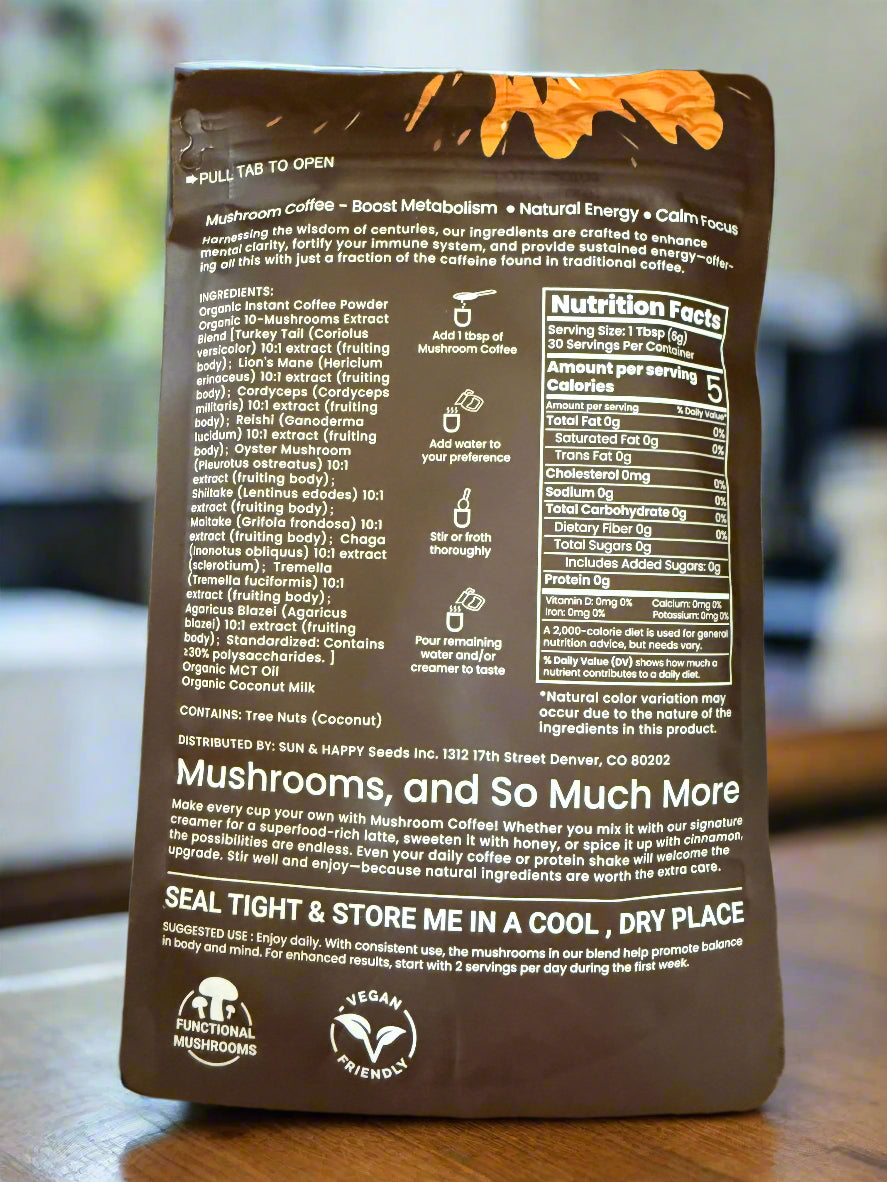 PULL TAB TO OPEN
Mushroom Coffee - Boost Metabolism • Natural Energy • Calm Focus
Harnessing the wisdom of centuries, our ingredients are crafted to enhance
mental clarity, fortify your immune system, and provide sustained energy—offer-
ing all this with just a fraction of the caffeine found in traditional coffee.
INGREDIENTS:
Organic Instant Coffee Powder
Organic 10-Mushrooms Extract
Blend [Turkey Tail (Coriolus
versicolor) 10:1 extract (fruiting
body); Lion's Mane (Hericium
erinaceus) 10:1 extract (fruiting
body); Cordyceps (Cordyceps
militaris) 10:1 extract (fruiting
body); Reishi (Ganoderma
lucidum) 10:1 extract (fruiting
body); Oyster Mushroom
(Pleurotus ostreatus) 10:1
extract (fruiting body);
Shiitake (Lentinus edodes) 10:1
extract (fruiting body);
Maitake (Grifola frondosa) 10:1
extract (fruiting body); Chaga
(Inonotus obliquus) 10:1 extract
(sclerotium); Tremella
(Tremella fuciformis) 10:1
extract (fruiting body);
Agaricus Blazei (Agaricus
blazei) 10:1 extract (fruiting
body); Standardized: Contains
≥30% polysaccharides. ]
Organic MCT Oil
Organic Coconut Milk
CONTAINS: Tree Nuts (Coconut)
Add 1 tbsp of
Mushroom Coffee
Add water to
your preference
Stir or froth
thoroughly
Pour remaining
water and/or
creamer to taste
Nutrition Facts
Serving Size: 1 Tbsp (6g)
30 Servings Per Container
Amount per serving
Calories 5
Amount per serving % Daily Value*
Total Fat 0g 0%
Saturated Fat 0g 0%
Trans Fat 0g
Cholesterol 0mg 0%
Sodium 0g 0%
Total Carbohydrate 0g 0%
Dietary Fiber 0g 0%
Total Sugars 0g
Includes Added Sugars: 0g
Protein 0g
Vitamin D: 0mg 0% Calcium: 0mg 0%
Iron: 0mg 0% Potassium: 0mg 0%
A 2,000-calorie diet is used for general
nutrition advice, but needs vary.
% Daily Value (DV) shows how much a
nutrient contributes to a daily diet.
*Natural color variation may
occur due to the nature of the
ingredients in this product.
DISTRIBUTED BY: SUN & HAPPY Seeds Inc. 1312 17th Street Denver, CO 80202
Mushrooms, and So Much More
Make every cup your own with Mushroom Coffee! Whether you mix it with our signature
creamer for a superfood-rich latte, sweeten it with honey, or spice it up with cinnamon,
the possibilities are endless. Even your daily coffee or protein shake will welcome the
upgrade. Stir well and enjoy—because natural ingredients are worth the extra care.
SEAL TIGHT & STORE ME IN A COOL , DRY PLACE
SUGGESTED USE : Enjoy daily. With consistent use, the mushrooms in our blend help promote balance
in body and mind. For enhanced results, start with 2 servings per day during the first week.
FUNCTIONAL
MUSHROOMS
VEGAN
FRIENDLY